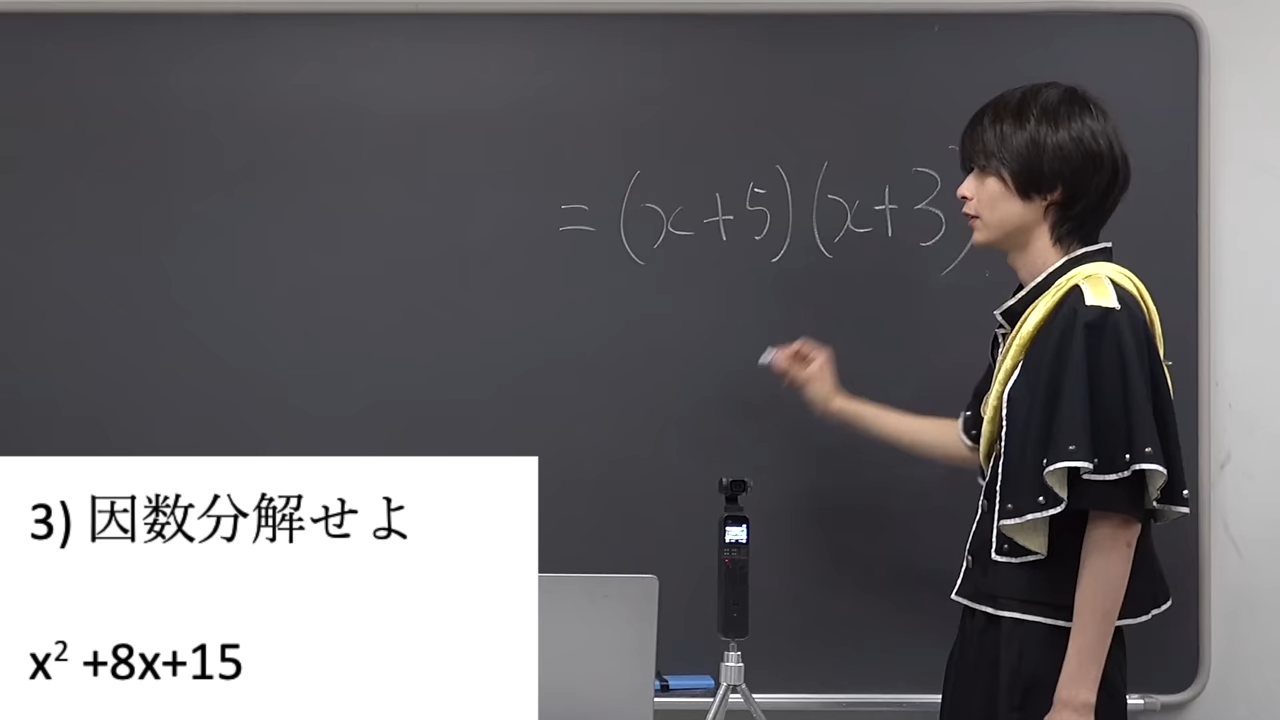 =(x+5)(x+3)
3) 因数分解せよ
x² +8x+15